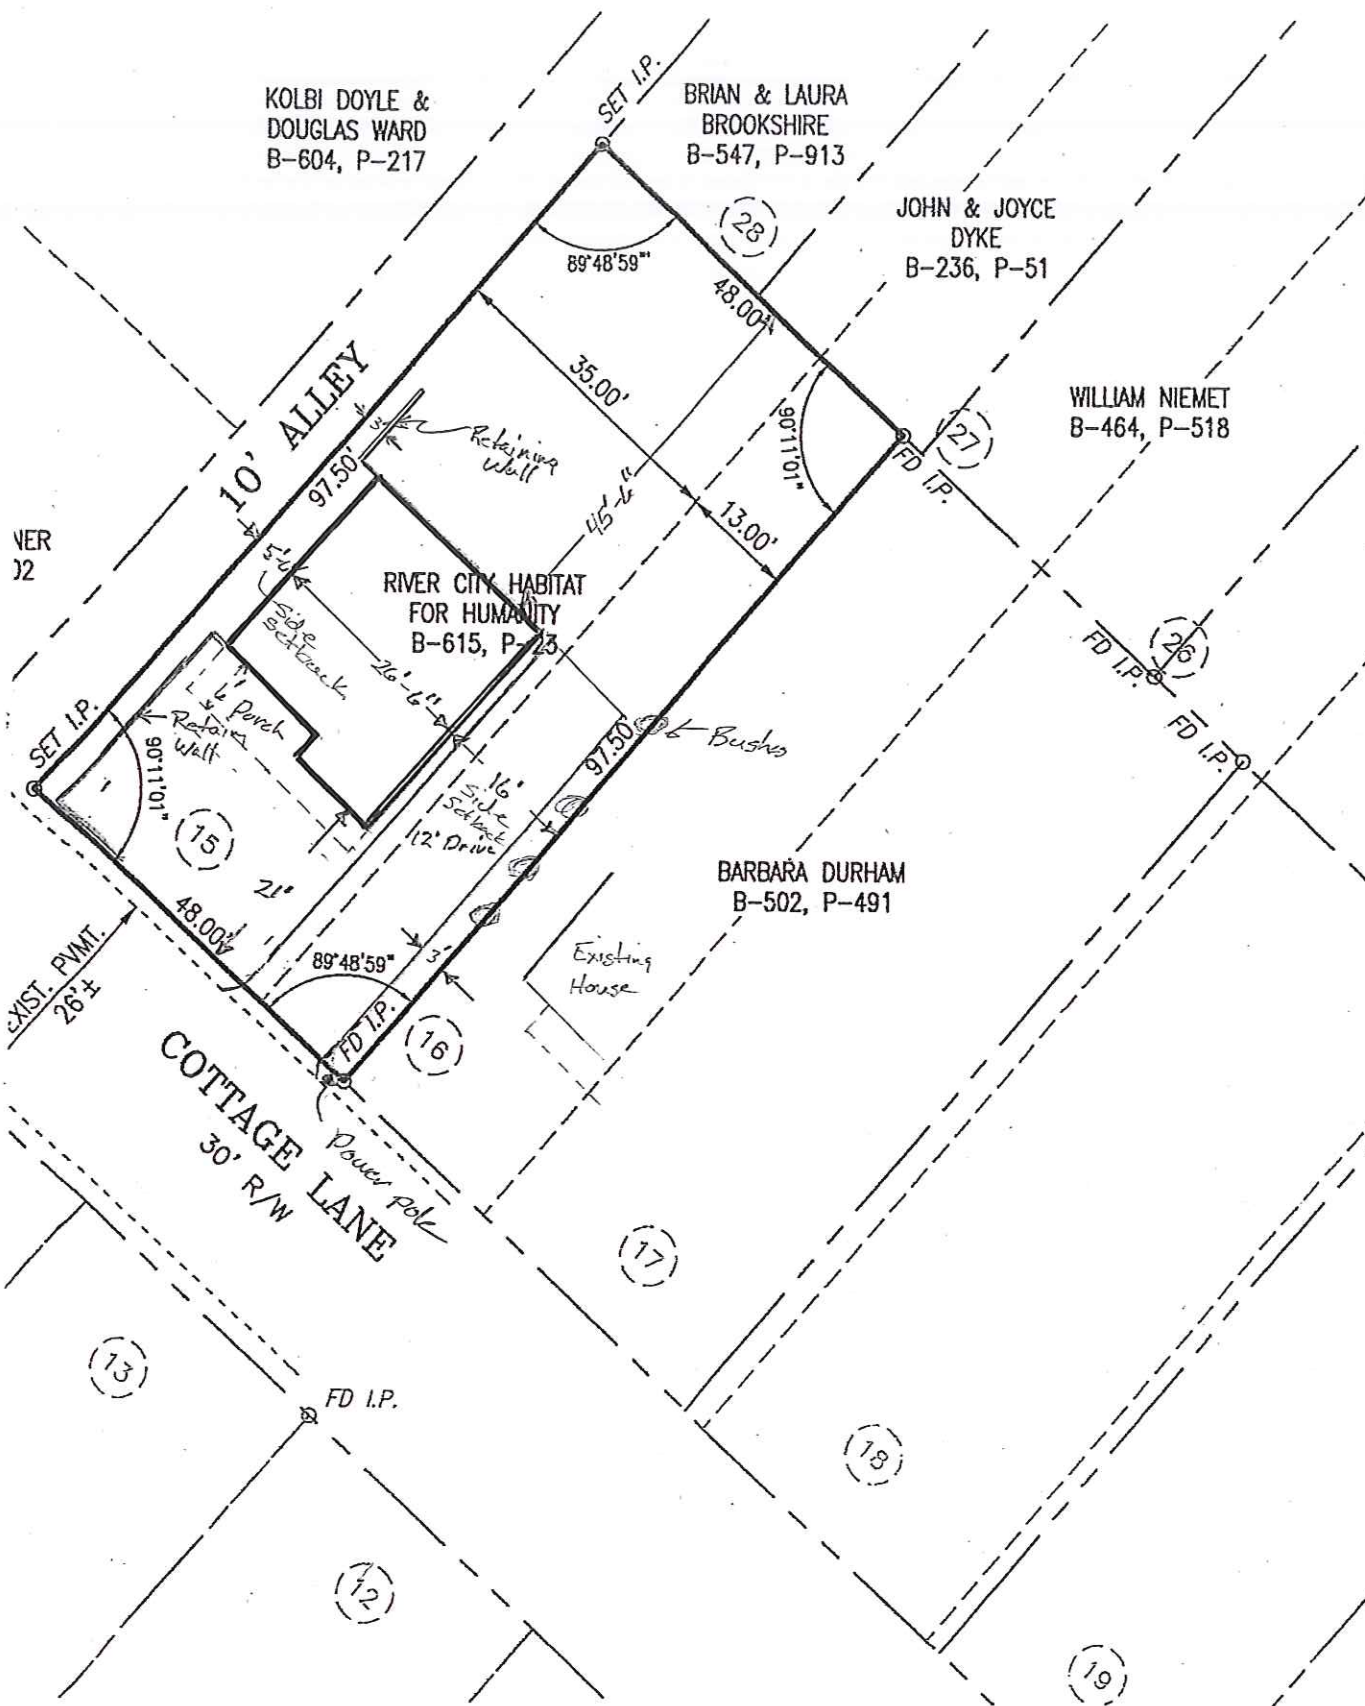 KOLBI DOYLE &
DOUGLAS WARD
B-604, P-217
SET I.P.
BRIAN & LAURA
BROOKSHIRE
B-547, P-913
28
JOHN & JOYCE
DYKE
B-236, P-51
89°48'59"
48.00'
35.00'
10' ALLEY
3'
Retaining
Wall
97.50'
90°11'01"
27
FD I.P.
WILLIAM NIEMET
B-464, P-518
13.00'
NER
02
RIVER CITY HABITAT
FOR HUMANITY
B-615, P-23
Side
Setback
26'-6"
26
FD I.P.
FD I.P.
Porch
Retain
Wall
SET I.P.
90°11'01"
97.50'
Bushes
16'
Side
Setback
12' Drive
15
21'
48.00'
BARBARA DURHAM
B-502, P-491
EXIST. PVMT.
26'±
89°48'59"
3'
Existing
House
FD I.P.
16
COTTAGE LANE
30' R/W
Power pole
17
13
FD I.P.
18
12
19